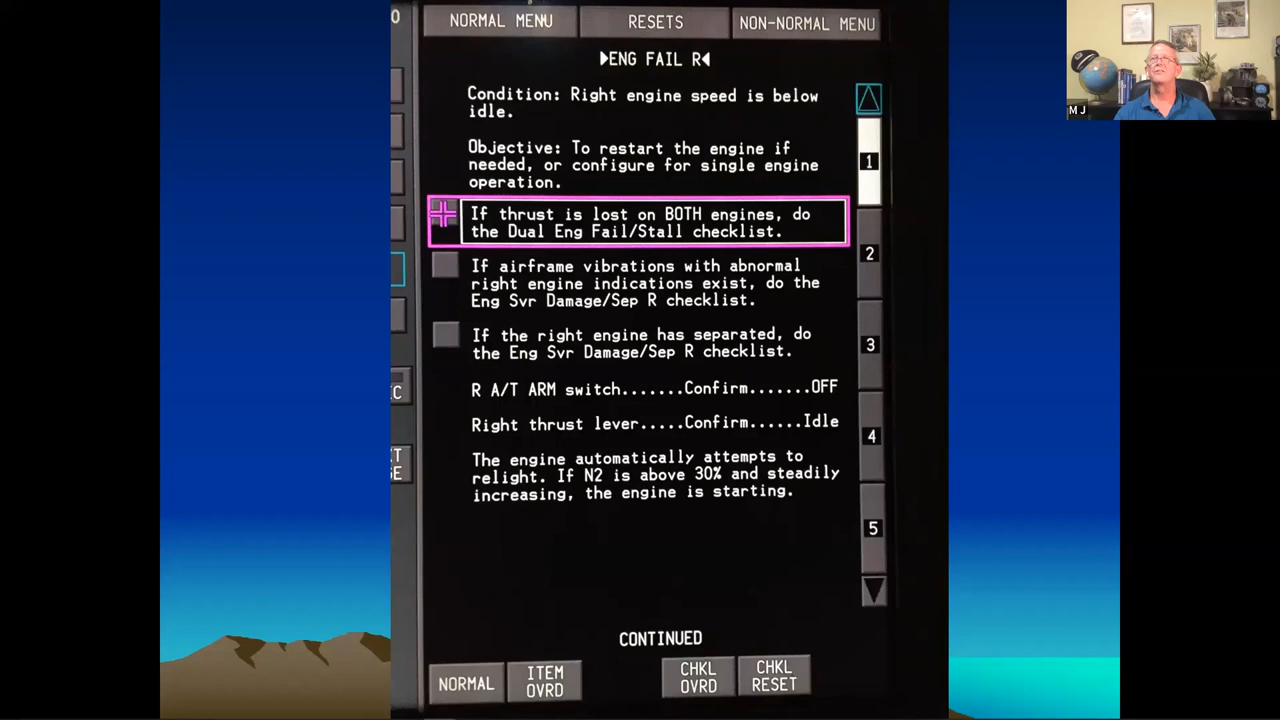 NORMAL MENU
RESETS
NON-NORMAL MENU
ENG FAIL R
Condition: Right engine speed is below
idle.
Objective: To restart the engine if
needed, or configure for single engine
operation.
If thrust is lost on BOTH engines, do
the Dual Eng Fail/Stall checklist.
If airframe vibrations with abnormal
right engine indications exist, do the
Eng Svr Damage/Sep R checklist.
If the right engine has separated, do
the Eng Svr Damage/Sep R checklist.
R A/T ARM switch.......Confirm.......OFF
Right thrust lever.....Confirm......Idle
The engine automatically attempts to
relight. If N2 is above 30% and steadily
increasing, the engine is starting.
1
2
3
4
5
CONTINUED
NORMAL
ITEM
OVRD
CHKL
OVRD
CHKL
RESET
M J